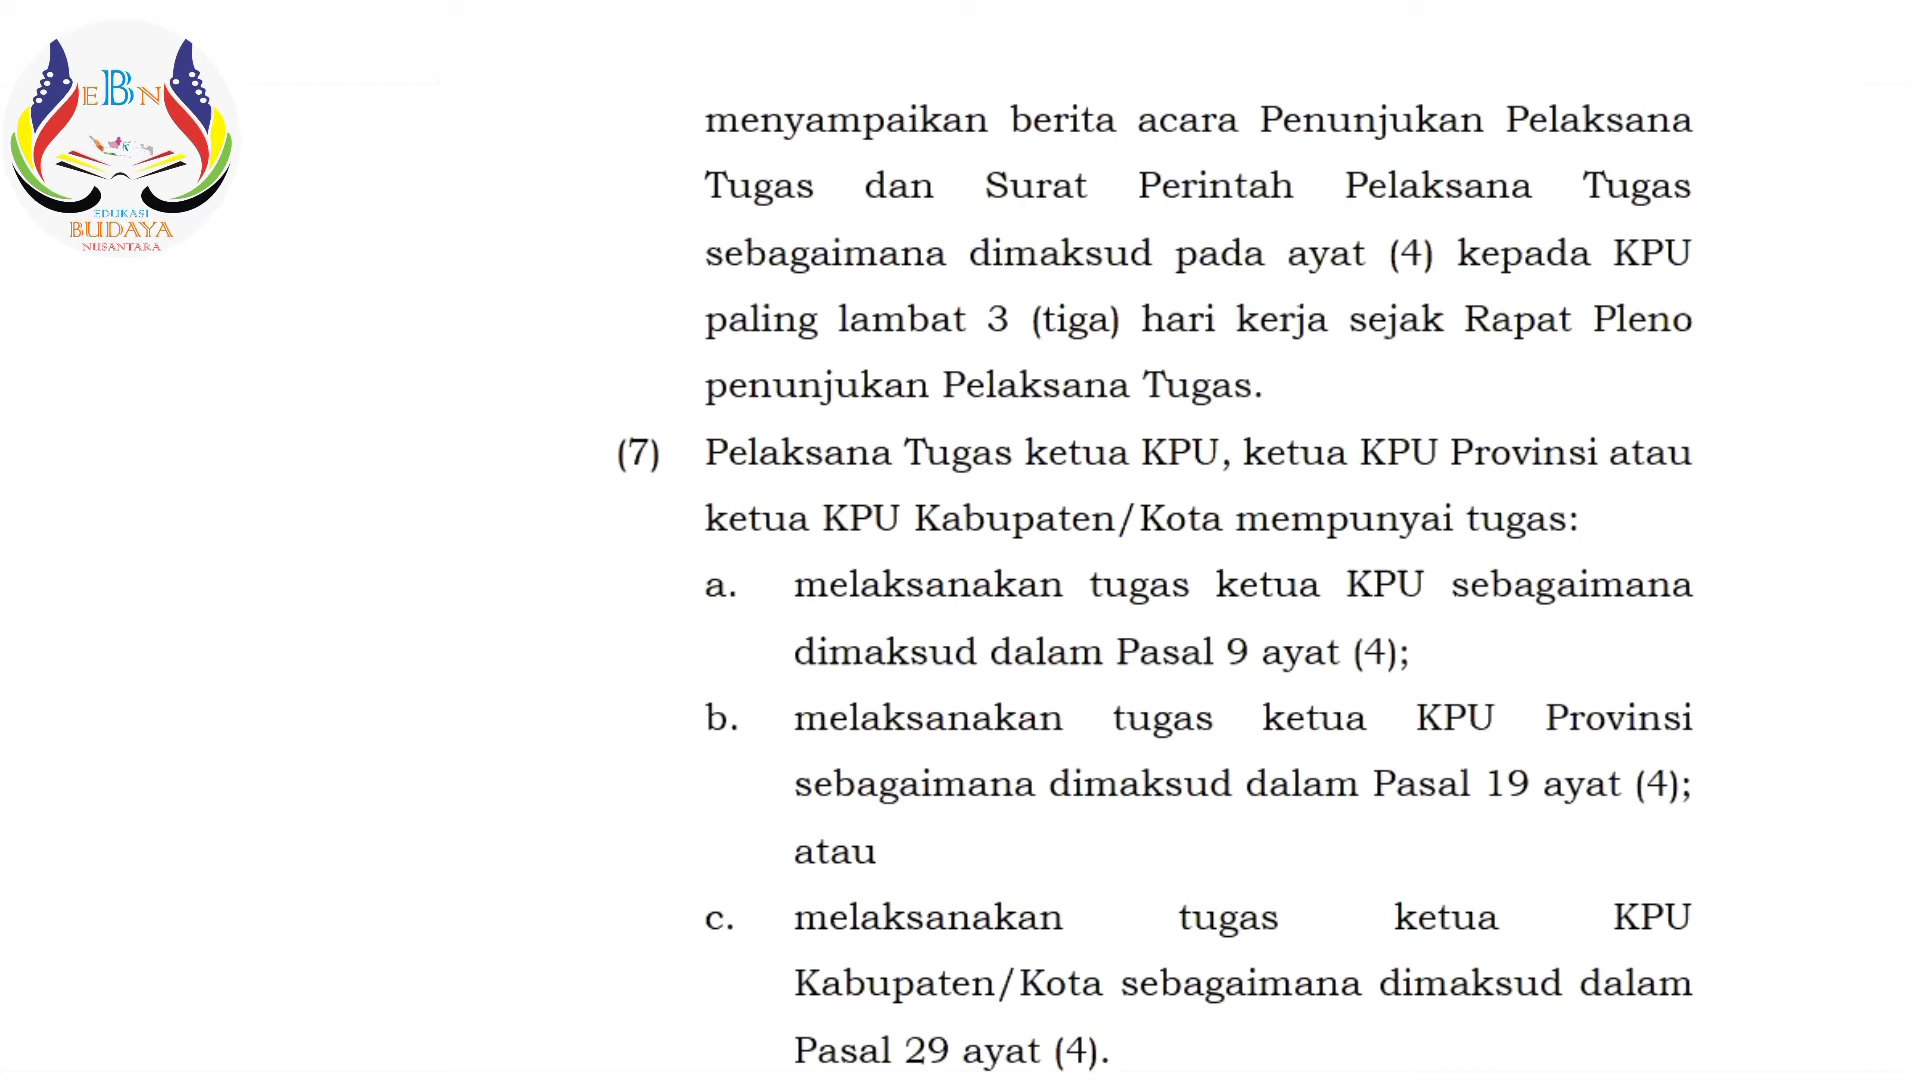 EBN
EDUKASI
BUDAYA
NUSANTARA
menyampaikan berita acara Penunjukan Pelaksana
Tugas dan Surat Perintah Pelaksana Tugas
sebagaimana dimaksud pada ayat (4) kepada KPU
paling lambat 3 (tiga) hari kerja sejak Rapat Pleno
penunjukan Pelaksana Tugas.
(7) Pelaksana Tugas ketua KPU, ketua KPU Provinsi atau
ketua KPU Kabupaten/Kota mempunyai tugas:
a. melaksanakan tugas ketua KPU sebagaimana
dimaksud dalam Pasal 9 ayat (4);
b. melaksanakan tugas ketua KPU Provinsi
sebagaimana dimaksud dalam Pasal 19 ayat (4);
atau
c. melaksanakan tugas ketua KPU
Kabupaten/Kota sebagaimana dimaksud dalam
Pasal 29 ayat (4).